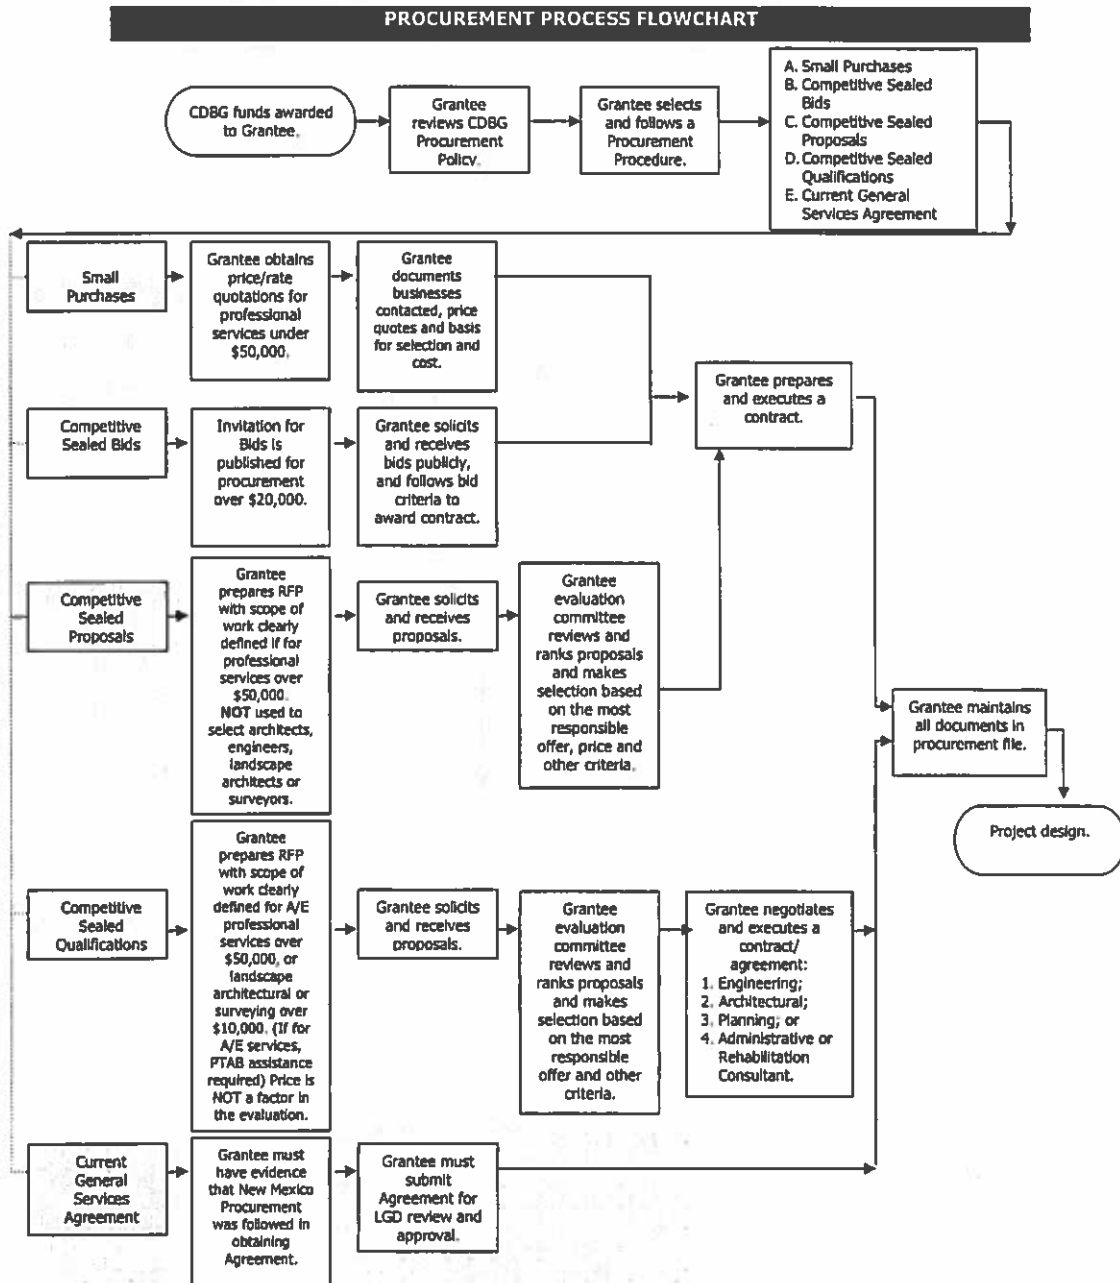 PROCUREMENT PROCESS FLOWCHART
CDBG funds awarded
to Grantee.
Grantee
reviews CDBG
Procurement
Policy.
Grantee selects
and follows a
Procurement
Procedure.
A. Small Purchases
B. Competitive Sealed
Bids
C. Competitive Sealed
Proposals
D. Competitive Sealed
Qualifications
E. Current General
Services Agreement
Small
Purchases
Grantee obtains
price/rate
quotations for
professional
services under
$50,000.
Grantee
documents
businesses
contacted, price
quotes and basis
for selection and
cost.
Grantee prepares
and executes a
contract.
Competitive
Sealed Bids
Invitation for
Bids is
published for
procurement
over $20,000.
Grantee solicits
and receives
bids publicly,
and follows bid
criteria to
award contract.
Competitive
Sealed
Proposals
Grantee
prepares RFP
with scope of
work clearly
defined if for
professional
services over
$50,000.
NOT used to
select architects,
engineers,
landscape
architects or
surveyors.
Grantee solicits
and receives
proposals.
Grantee
evaluation
committee
reviews and
ranks proposals
and makes
selection based
on the most
responsible
offer, price and
other criteria.
Grantee maintains
all documents in
procurement file.
Project design.
Competitive
Sealed
Qualifications
Grantee
prepares RFP
with scope of
work clearly
defined for A/E
professional
services over
$50,000, or
landscape
architectural or
surveying over
$10,000. (If for
A/E services,
PTAB assistance
required) Price is
NOT a factor in
the evaluation.
Grantee solicits
and receives
proposals.
Grantee
evaluation
committee
reviews and
ranks proposals
and makes
selection based
on the most
responsible
offer and other
criteria.
Grantee negotiates
and executes a
contract/
agreement:
1. Engineering;
2. Architectural;
3. Planning; or
4. Administrative or
Rehabilitation
Consultant.
Current
General
Services
Agreement
Grantee must
have evidence
that New Mexico
Procurement
was followed in
obtaining
Agreement.
Grantee must
submit
Agreement for
LGD review and
approval.